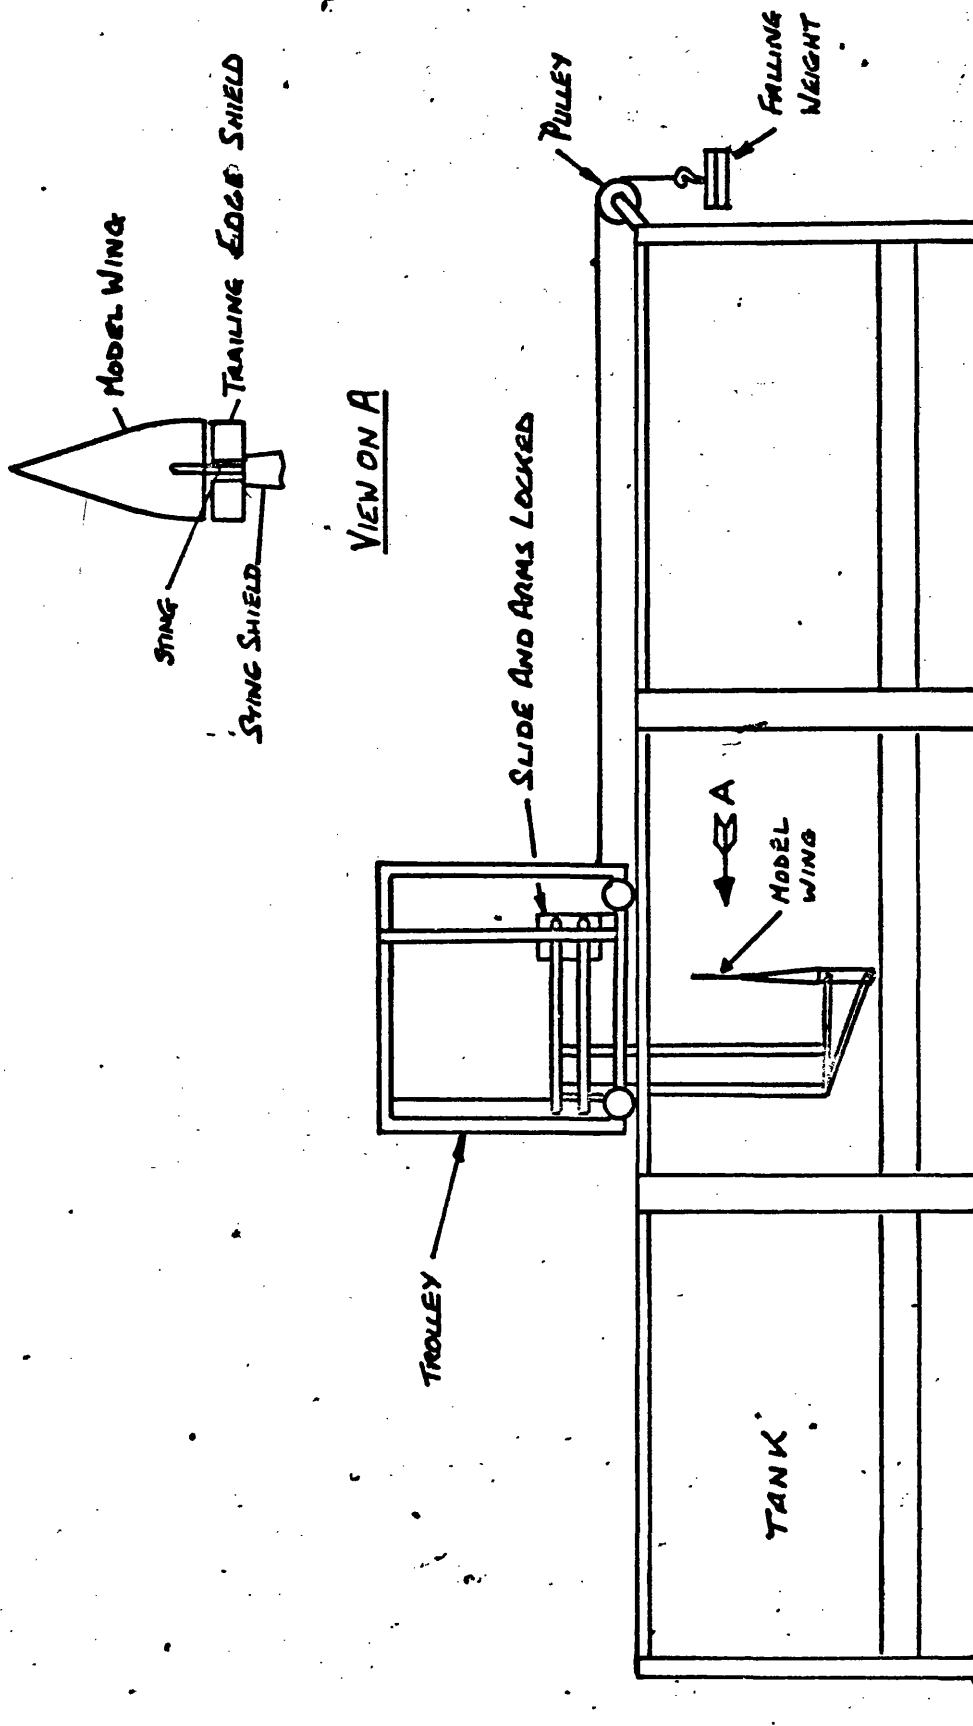 MODEL WING
TRAILING EDGE SHIELD
STING
STING SHIELD
VIEW ON A
PULLEY
FALLING
WEIGHT
SLIDE AND ARMS LOCKED
A
MODEL
WING
TROLLEY
TANK